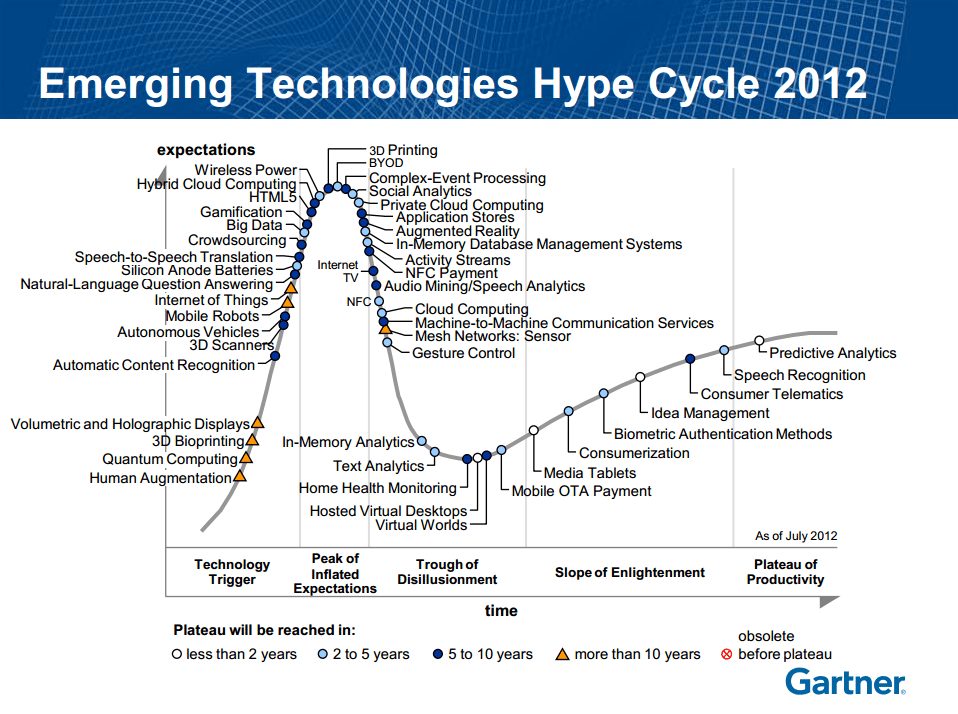 Emerging Technologies Hype Cycle 2012
expectations
3D Printing
BYOD
Wireless Power
Complex-Event Processing
Hybrid Cloud Computing
Social Analytics
HTML5
Private Cloud Computing
Gamification
Application Stores
Big Data
Augmented Reality
Crowdsourcing
In-Memory Database Management Systems
Speech-to-Speech Translation
Activity Streams
Silicon Anode Batteries
Internet
TV
NFC Payment
Natural-Language Question Answering
Audio Mining/Speech Analytics
Internet of Things
NFC
Mobile Robots
Cloud Computing
Machine-to-Machine Communication Services
Autonomous Vehicles
Mesh Networks: Sensor
3D Scanners
Gesture Control
Automatic Content Recognition
Predictive Analytics
Speech Recognition
Consumer Telematics
Idea Management
Volumetric and Holographic Displays
Biometric Authentication Methods
3D Bioprinting
In-Memory Analytics
Consumerization
Quantum Computing
Text Analytics
Media Tablets
Human Augmentation
Home Health Monitoring
Mobile OTA Payment
Hosted Virtual Desktops
Virtual Worlds
As of July 2012
Technology
Trigger
Peak of
Inflated
Expectations
Trough of
Disillusionment
Slope of Enlightenment
Plateau of
Productivity
time
Plateau will be reached in:
less than 2 years
2 to 5 years
5 to 10 years
more than 10 years
obsolete
before plateau
Gartner®